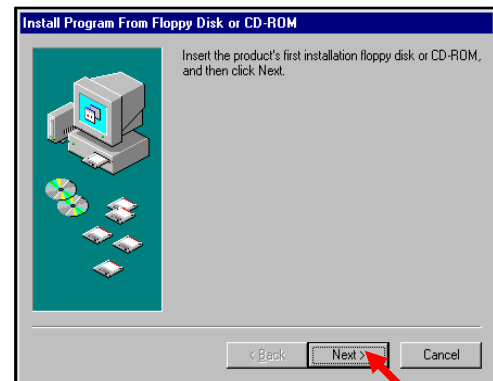 Install Program From Floppy Disk or CD-ROM
Insert the product's first installation floppy disk or CD-ROM,
and then click Next.
< Back
Next >
Cancel